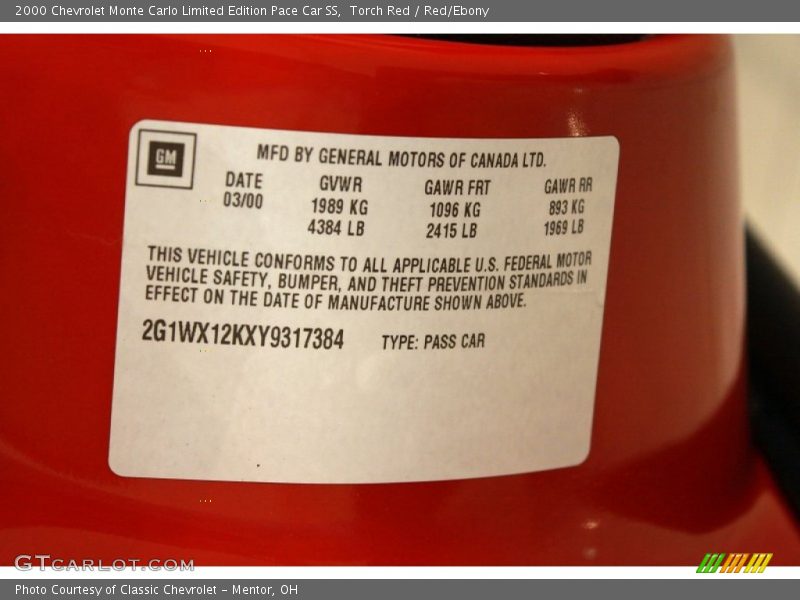 2000 Chevrolet Monte Carlo Limited Edition Pace Car SS, Torch Red / Red/Ebony
GM
MFD BY GENERAL MOTORS OF CANADA LTD.
DATE GVWR GAWR FRT GAWR RR
03/00 1989 KG 1096 KG 893 KG
4384 LB 2415 LB 1969 LB
THIS VEHICLE CONFORMS TO ALL APPLICABLE U.S. FEDERAL MOTOR
VEHICLE SAFETY, BUMPER, AND THEFT PREVENTION STANDARDS IN
EFFECT ON THE DATE OF MANUFACTURE SHOWN ABOVE.
2G1WX12KXY9317384 TYPE: PASS CAR
GTCARLOT.COM
Photo Courtesy of Classic Chevrolet - Mentor, OH